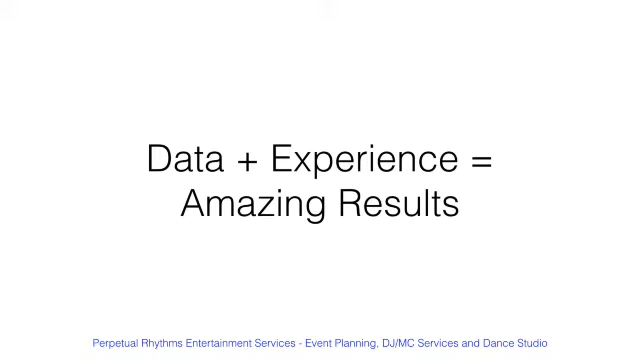 Data + Experience =
Amazing Results
Perpetual Rhythms Entertainment Services - Event Planning, DJ/MC Services and Dance Studio